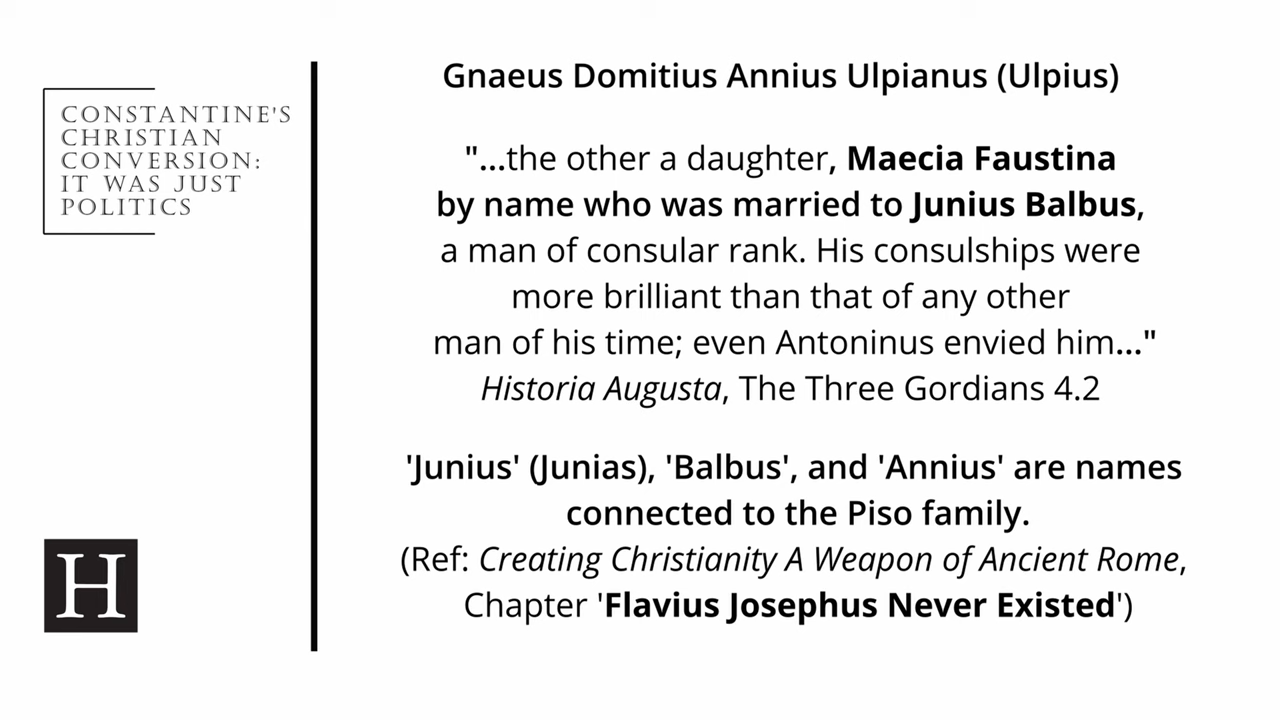 CONSTANTINE'S
CHRISTIAN
CONVERSION:
IT WAS JUST
POLITICS
H
Gnaeus Domitius Annius Ulpianus (Ulpius)
"...the other a daughter, Maecia Faustina
by name who was married to Junius Balbus,
a man of consular rank. His consulships were
more brilliant than that of any other
man of his time; even Antoninus envied him..."
Historia Augusta, The Three Gordians 4.2
'Junius' (Junias), 'Balbus', and 'Annius' are names
connected to the Piso family.
(Ref: Creating Christianity A Weapon of Ancient Rome,
Chapter 'Flavius Josephus Never Existed')